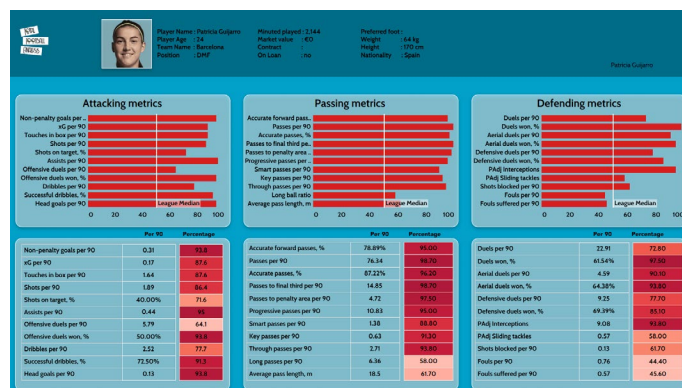 Player Name : Patricia Guijarro
Player Age : 24
Team Name : Barcelona
Position : DMF
Minuted played : 2,144
Market value : €0
Contract :
On Loan : no
Preferred foot :
Weight : 64 kg
Height : 170 cm
Nationality : Spain
Patricia Guijarro
Attacking metrics
Non-penalty goals per ..
xG per 90
Touches in box per 90
Shots per 90
Shots on target, %
Assists per 90
Offensive duels per 90
Offensive duels won, %
Dribbles per 90
Successful dribbles, %
Head goals per 90
League Median
0 20 40 60 80 100
Passing metrics
Accurate forward pass..
Passes per 90
Accurate passes, %
Passes to final third pe..
Passes to penalty area ..
Progressive passes per ..
Smart passes per 90
Key passes per 90
Through passes per 90
Long ball ratio
Average pass length, m
League Median
0 20 40 60 80 100
Defending metrics
Duels per 90
Duels won, %
Aerial duels per 90
Aerial duels won, %
Defensive duels per 90
Defensive duels won, %
PAdj Interceptions
PAdj Sliding tackles
Shots blocked per 90
Fouls per 90
Fouls suffered per 90
League Median
0 20 40 60 80 100
Per 90 Percentage
Non-penalty goals per 90 0.31 93.8
xG per 90 0.17 87.6
Touches in box per 90 1.64 87.6
Shots per 90 1.89 86.4
Shots on target, % 40.00% 71.6
Assists per 90 0.44 95
Offensive duels per 90 5.79 64.1
Offensive duels won, % 50.00% 93.8
Dribbles per 90 2.52 77.7
Successful dribbles, % 72.50% 91.3
Head goals per 90 0.13 93.8
Per 90 Percentage
Accurate forward passes, % 78.89% 95.00
Passes per 90 76.34 98.70
Accurate passes, % 87.22% 96.20
Passes to final third per 90 14.85 98.70
Passes to penalty area per 90 4.72 97.50
Progressive passes per 90 10.83 95.00
Smart passes per 90 1.38 88.80
Key passes per 90 0.63 91.30
Through passes per 90 2.71 93.80
Long passes per 90 6.36 58.00
Average pass length, m 18.5 61.70
Per 90 Percentage
Duels per 90 22.91 72.80
Duels won, % 61.54% 97.50
Aerial duels per 90 4.59 90.10
Aerial duels won, % 64.38% 93.80
Defensive duels per 90 9.25 77.70
Defensive duels won, % 69.39% 85.10
PAdj Interceptions 9.08 93.80
PAdj Sliding tackles 0.57 58.00
Shots blocked per 90 0.13 61.70
Fouls per 90 0.76 44.40
Fouls suffered per 90 0.57 45.60